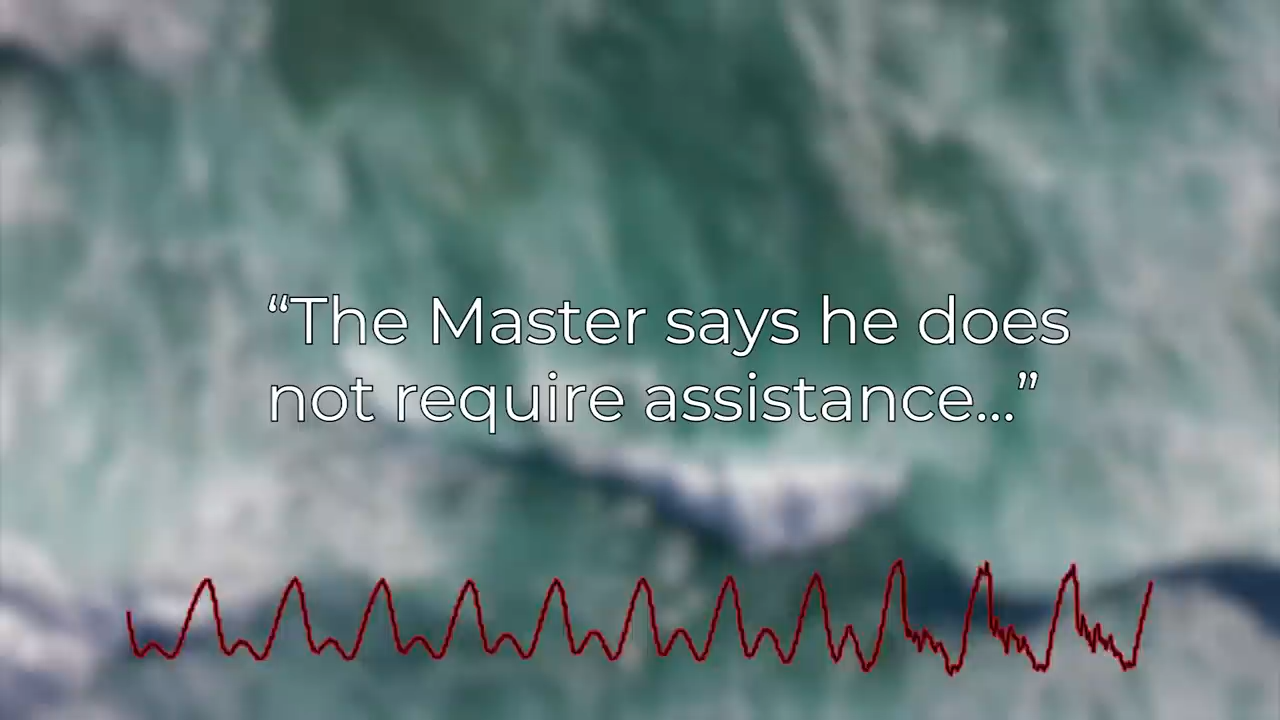 “The Master says he does
not require assistance...”